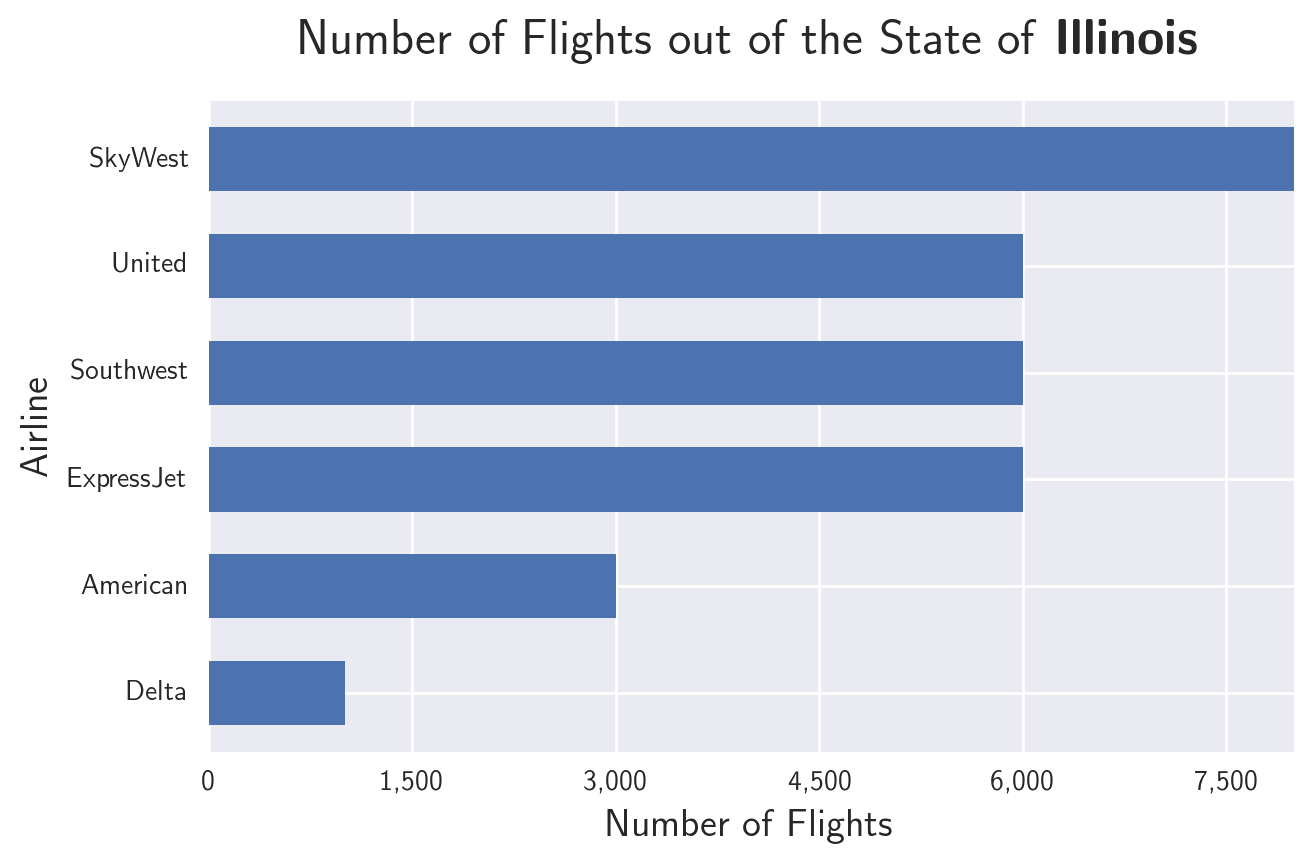 Number of Flights out of the State of Illinois
SkyWest
United
Southwest
ExpressJet
American
Delta
Airline
0 1,500 3,000 4,500 6,000 7,500
Number of Flights